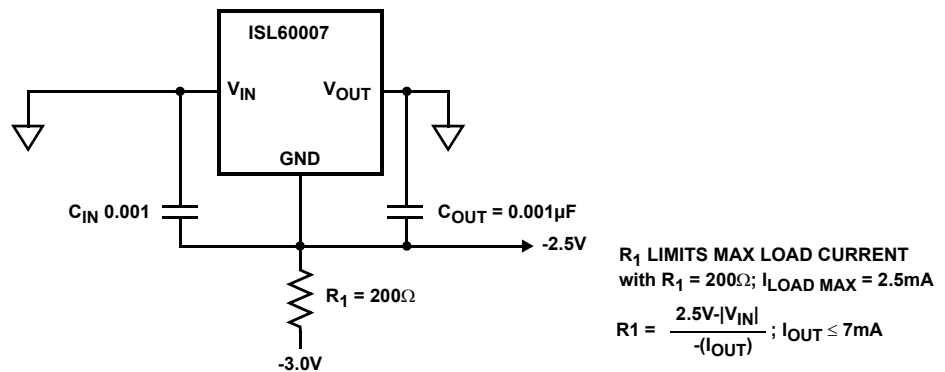 ISL60007
V_IN V_OUT
GND
C_IN 0.001
C_OUT = 0.001µF
-2.5V
R_1 = 200Ω
-3.0V
R_1 LIMITS MAX LOAD CURRENT
with R_1 = 200Ω; I_LOAD MAX = 2.5mA
R1 = 2.5V-|V_IN| / -(I_OUT) ; I_OUT ≤ 7mA